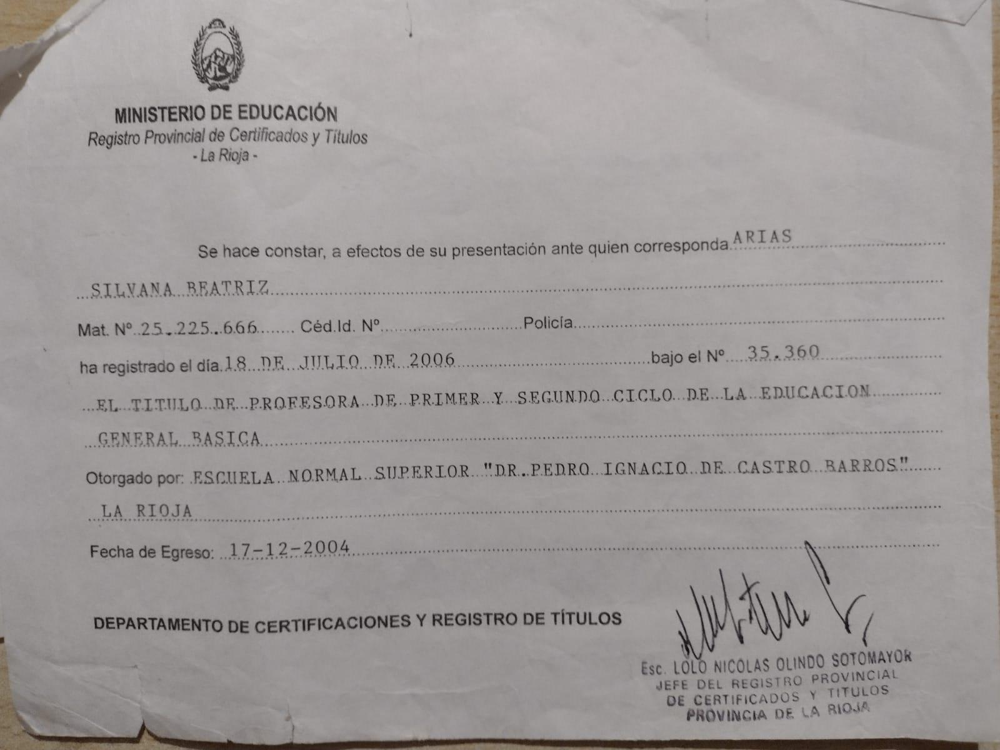 MINISTERIO DE EDUCACIÓN
Registro Provincial de Certificados y Títulos
- La Rioja -
Se hace constar, a efectos de su presentación ante quien corresponda ARIAS
SILVANA BEATRIZ
Mat. Nº 25.225.666 Céd.Id. Nº Policía
ha registrado el día 18 DE JULIO DE 2006 bajo el Nº 35.360
EL TITULO DE PROFESORA DE PRIMER Y SEGUNDO CICLO DE LA EDUCACION
GENERAL BASICA
Otorgado por: ESCUELA NORMAL SUPERIOR "DR.PEDRO IGNACIO DE CASTRO BARROS"
LA RIOJA
Fecha de Egreso: 17-12-2004
DEPARTAMENTO DE CERTIFICACIONES Y REGISTRO DE TÍTULOS
Esc. LOLO NICOLAS OLINDO SOTOMAYOR
JEFE DEL REGISTRO PROVINCIAL
DE CERTIFICADOS Y TITULOS
PROVINCIA DE LA RIOJA